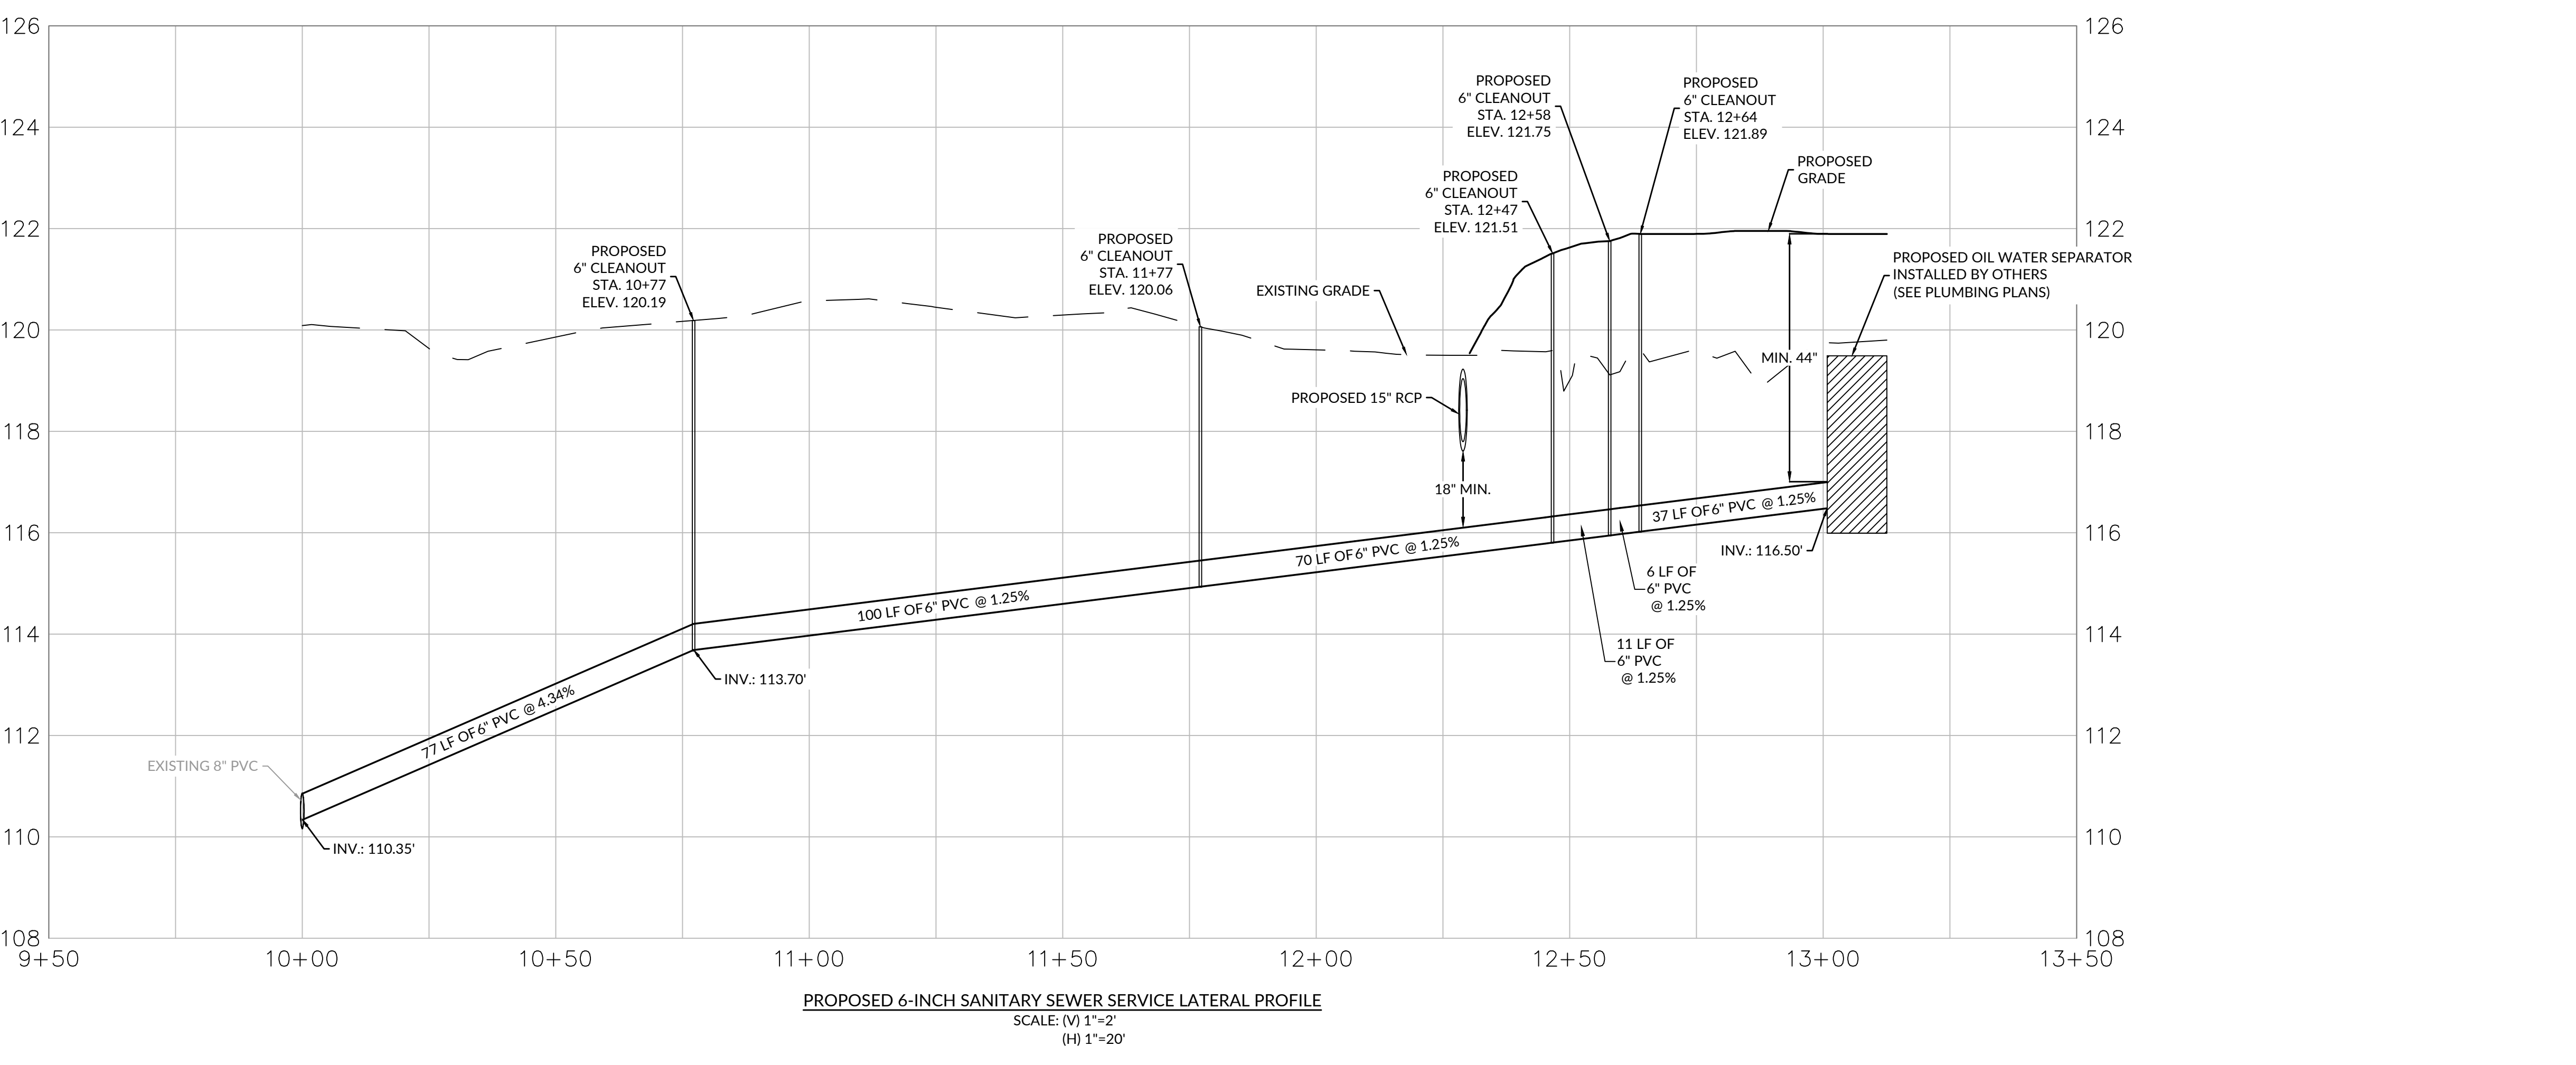 126
126
PROPOSED
6" CLEANOUT
STA. 12+58
ELEV. 121.75
PROPOSED
6" CLEANOUT
STA. 12+64
ELEV. 121.89
124
124
PROPOSED
GRADE
PROPOSED
6" CLEANOUT
STA. 12+47
ELEV. 121.51
122
122
PROPOSED
6" CLEANOUT
STA. 10+77
ELEV. 120.19
PROPOSED
6" CLEANOUT
STA. 11+77
ELEV. 120.06
EXISTING GRADE
PROPOSED OIL WATER SEPARATOR
INSTALLED BY OTHERS
(SEE PLUMBING PLANS)
120
120
MIN. 44"
PROPOSED 15" RCP
118
118
18" MIN.
37 LF OF 6" PVC @ 1.25%
116
116
70 LF OF 6" PVC @ 1.25%
INV.: 116.50'
6 LF OF
6" PVC
@ 1.25%
100 LF OF 6" PVC @ 1.25%
114
114
11 LF OF
6" PVC
@ 1.25%
INV.: 113.70'
77 LF OF 6" PVC @ 4.34%
112
112
EXISTING 8" PVC
110
110
INV.: 110.35'
108
108
9+50
10+00
10+50
11+00
11+50
12+00
12+50
13+00
13+50
PROPOSED 6-INCH SANITARY SEWER SERVICE LATERAL PROFILE
SCALE: (V) 1"=2'
(H) 1"=20'